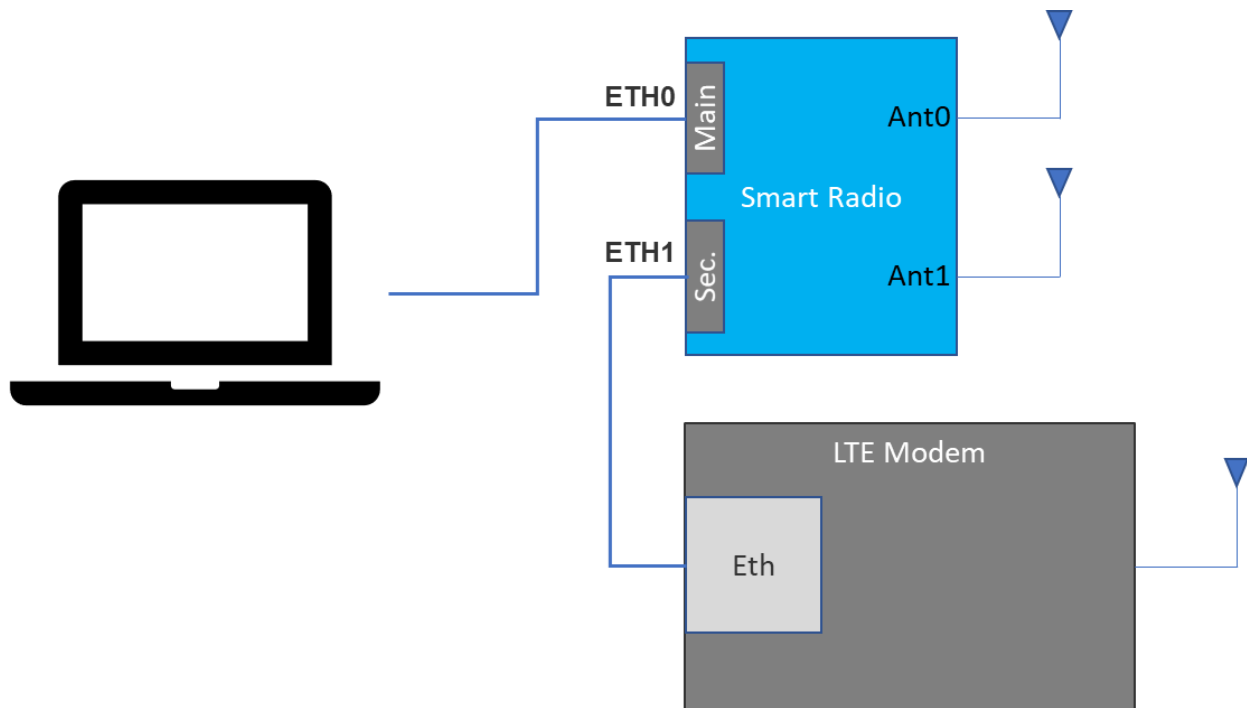 ETH0
Main
Ant0
Smart Radio
ETH1
Sec.
Ant1
LTE Modem
Eth